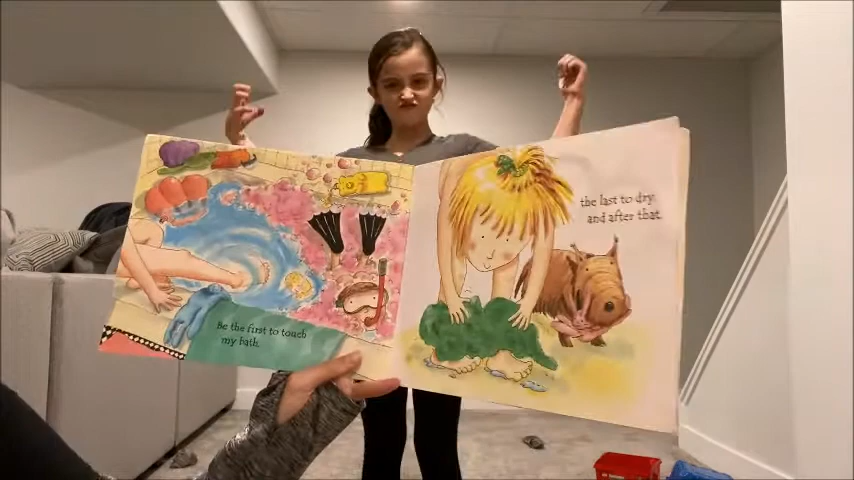 Be the first to touch
my bath.
the last to dry,
and after that